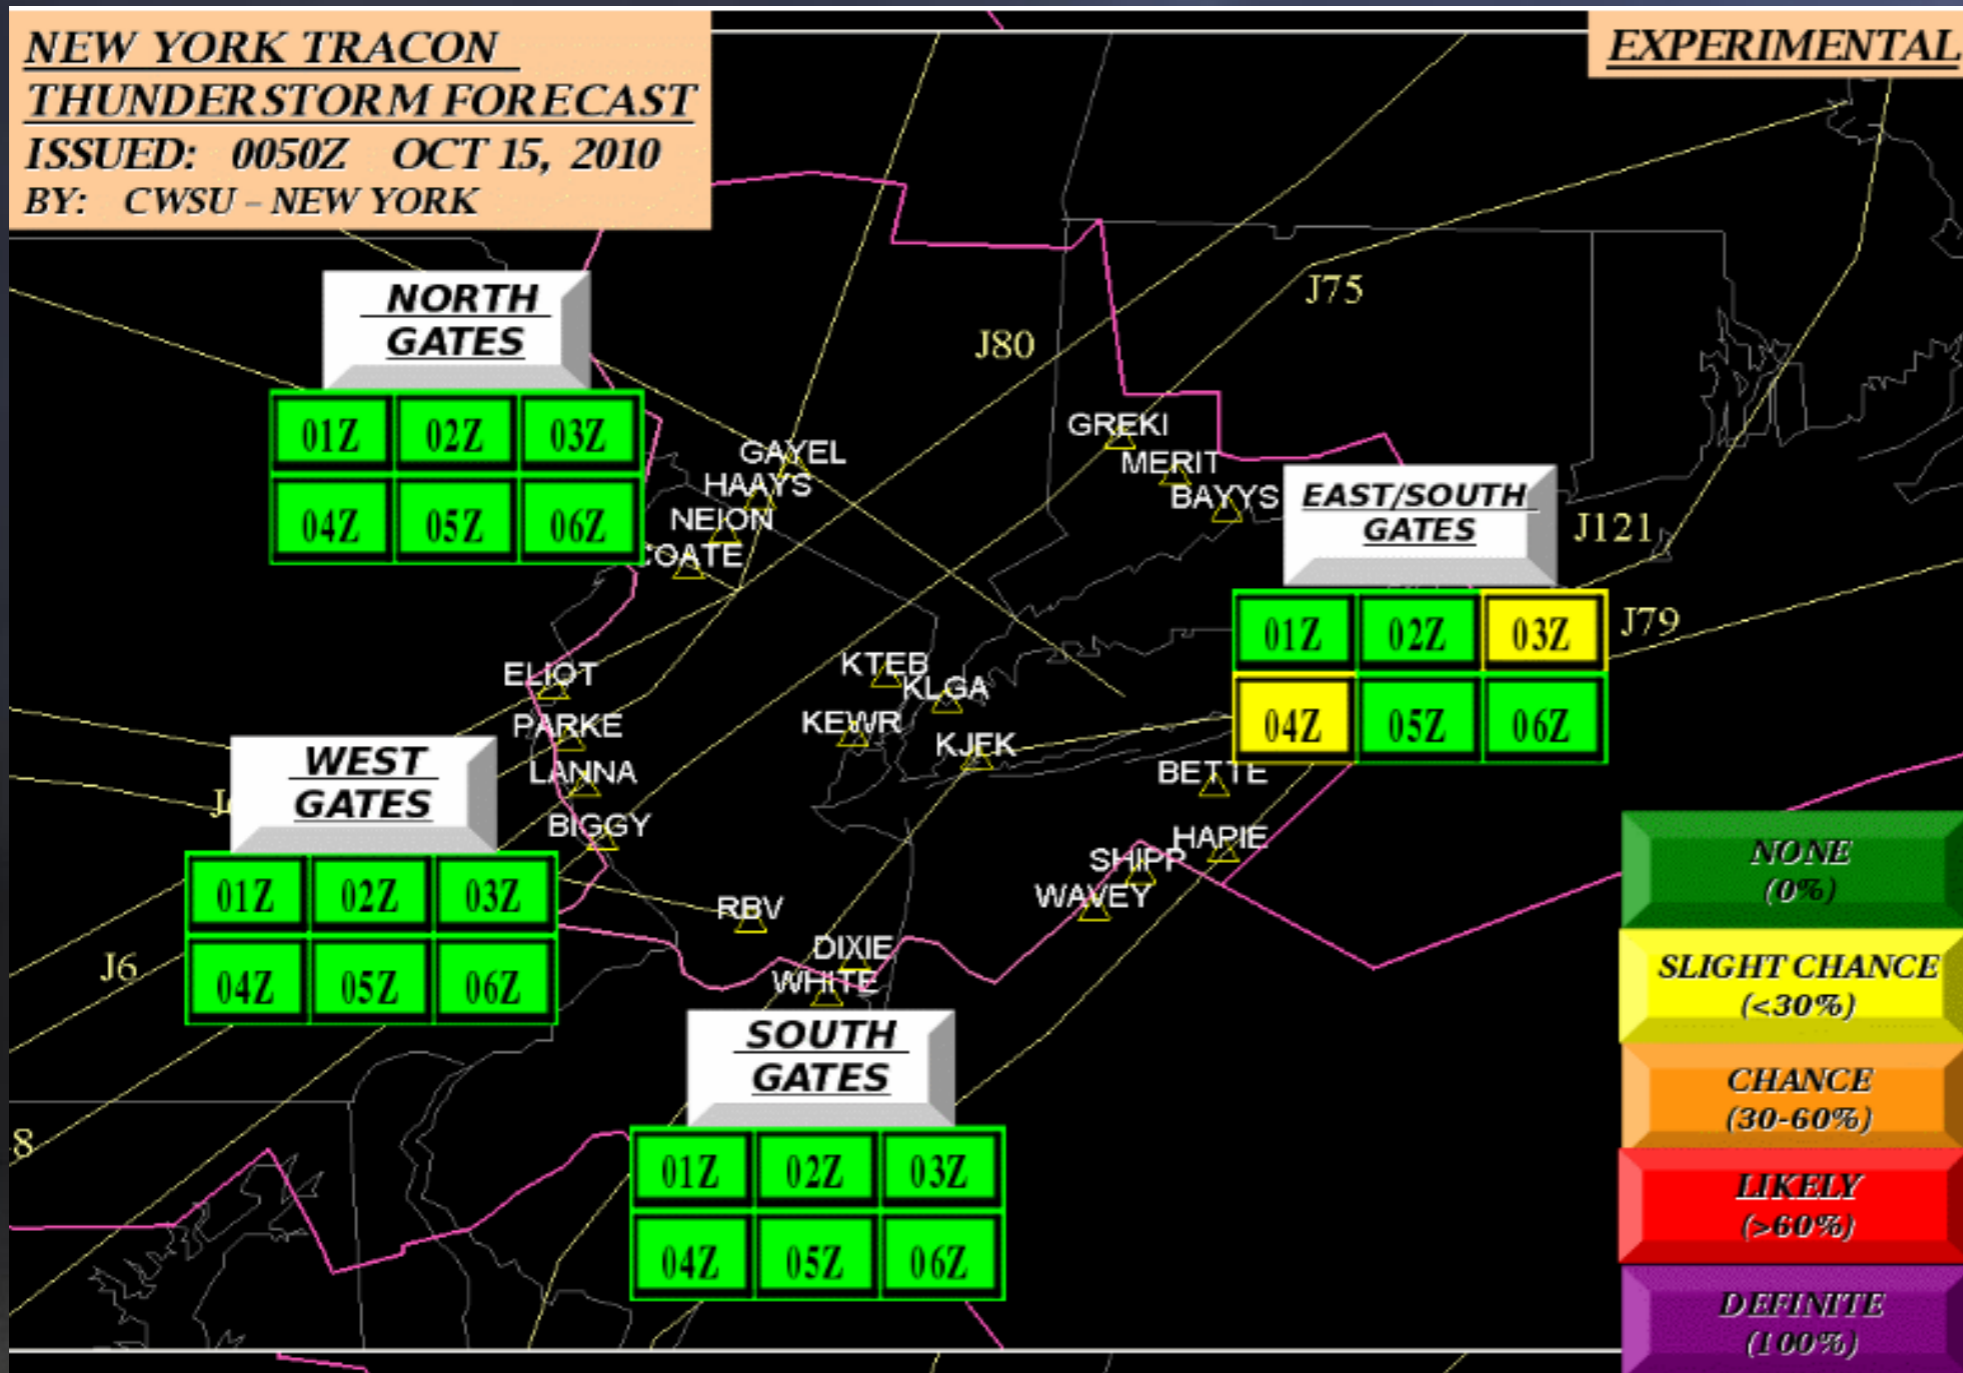 NEW YORK TRACON
THUNDERSTORM FORECAST
ISSUED: 0050Z OCT 15, 2010
BY: CWSU - NEW YORK
EXPERIMENTAL
NORTH
GATES
01Z 02Z 03Z
04Z 05Z 06Z
J80
J75
GAYEL
HAAYS
NEION
COATE
GREKI
MERIT
BAYYS
EAST/SOUTH
GATES
01Z 02Z 03Z
04Z 05Z 06Z
J121
J79
ELIOT
PARKE
LANNA
BIGGY
KTEB
KLGA
KEWR
KJFK
BETTE
HAPIE
SHIPP
WAVEY
RBV
DIXIE
WHITE
WEST
GATES
01Z 02Z 03Z
04Z 05Z 06Z
J6
8
SOUTH
GATES
01Z 02Z 03Z
04Z 05Z 06Z
NONE
(0%)
SLIGHT CHANCE
(<30%)
CHANCE
(30-60%)
LIKELY
(>60%)
DEFINITE
(100%)